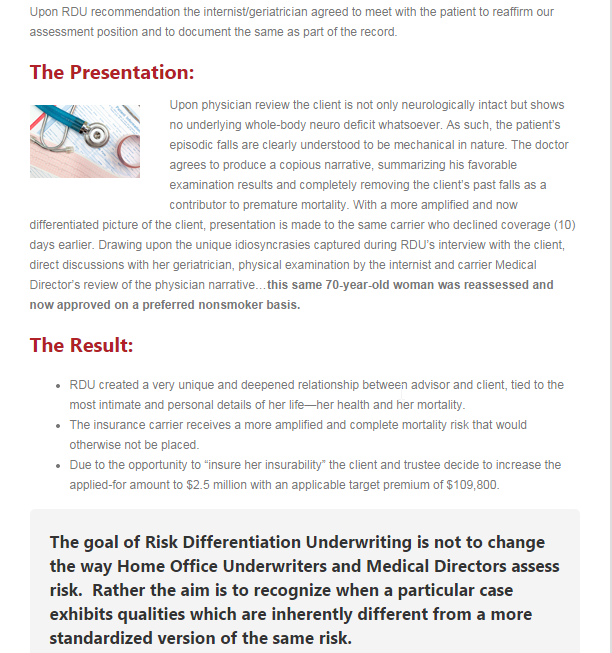 Upon RDU recommendation the internist/geriatrician agreed to meet with the patient to reaffirm our
assessment position and to document the same as part of the record.
The Presentation:
Upon physician review the client is not only neurologically intact but shows
no underlying whole-body neuro deficit whatsoever. As such, the patient's
episodic falls are clearly understood to be mechanical in nature. The doctor
agrees to produce a copious narrative, summarizing his favorable
examination results and completely removing the client's past falls as a
contributor to premature mortality. With a more amplified and now
differentiated picture of the client, presentation is made to the same carrier who declined coverage (10)
days earlier. Drawing upon the unique idiosyncrasies captured during RDU's interview with the client,
direct discussions with her geriatrician, physical examination by the internist and carrier Medical
Director's review of the physician narrative…this same 70-year-old woman was reassessed and
now approved on a preferred nonsmoker basis.
The Result:
• RDU created a very unique and deepened relationship between advisor and client, tied to the
most intimate and personal details of her life—her health and her mortality.
• The insurance carrier receives a more amplified and complete mortality risk that would
otherwise not be placed.
• Due to the opportunity to “insure her insurability” the client and trustee decide to increase the
applied-for amount to $2.5 million with an applicable target premium of $109,800.
The goal of Risk Differentiation Underwriting is not to change
the way Home Office Underwriters and Medical Directors assess
risk.  Rather the aim is to recognize when a particular case
exhibits qualities which are inherently different from a more
standardized version of the same risk.